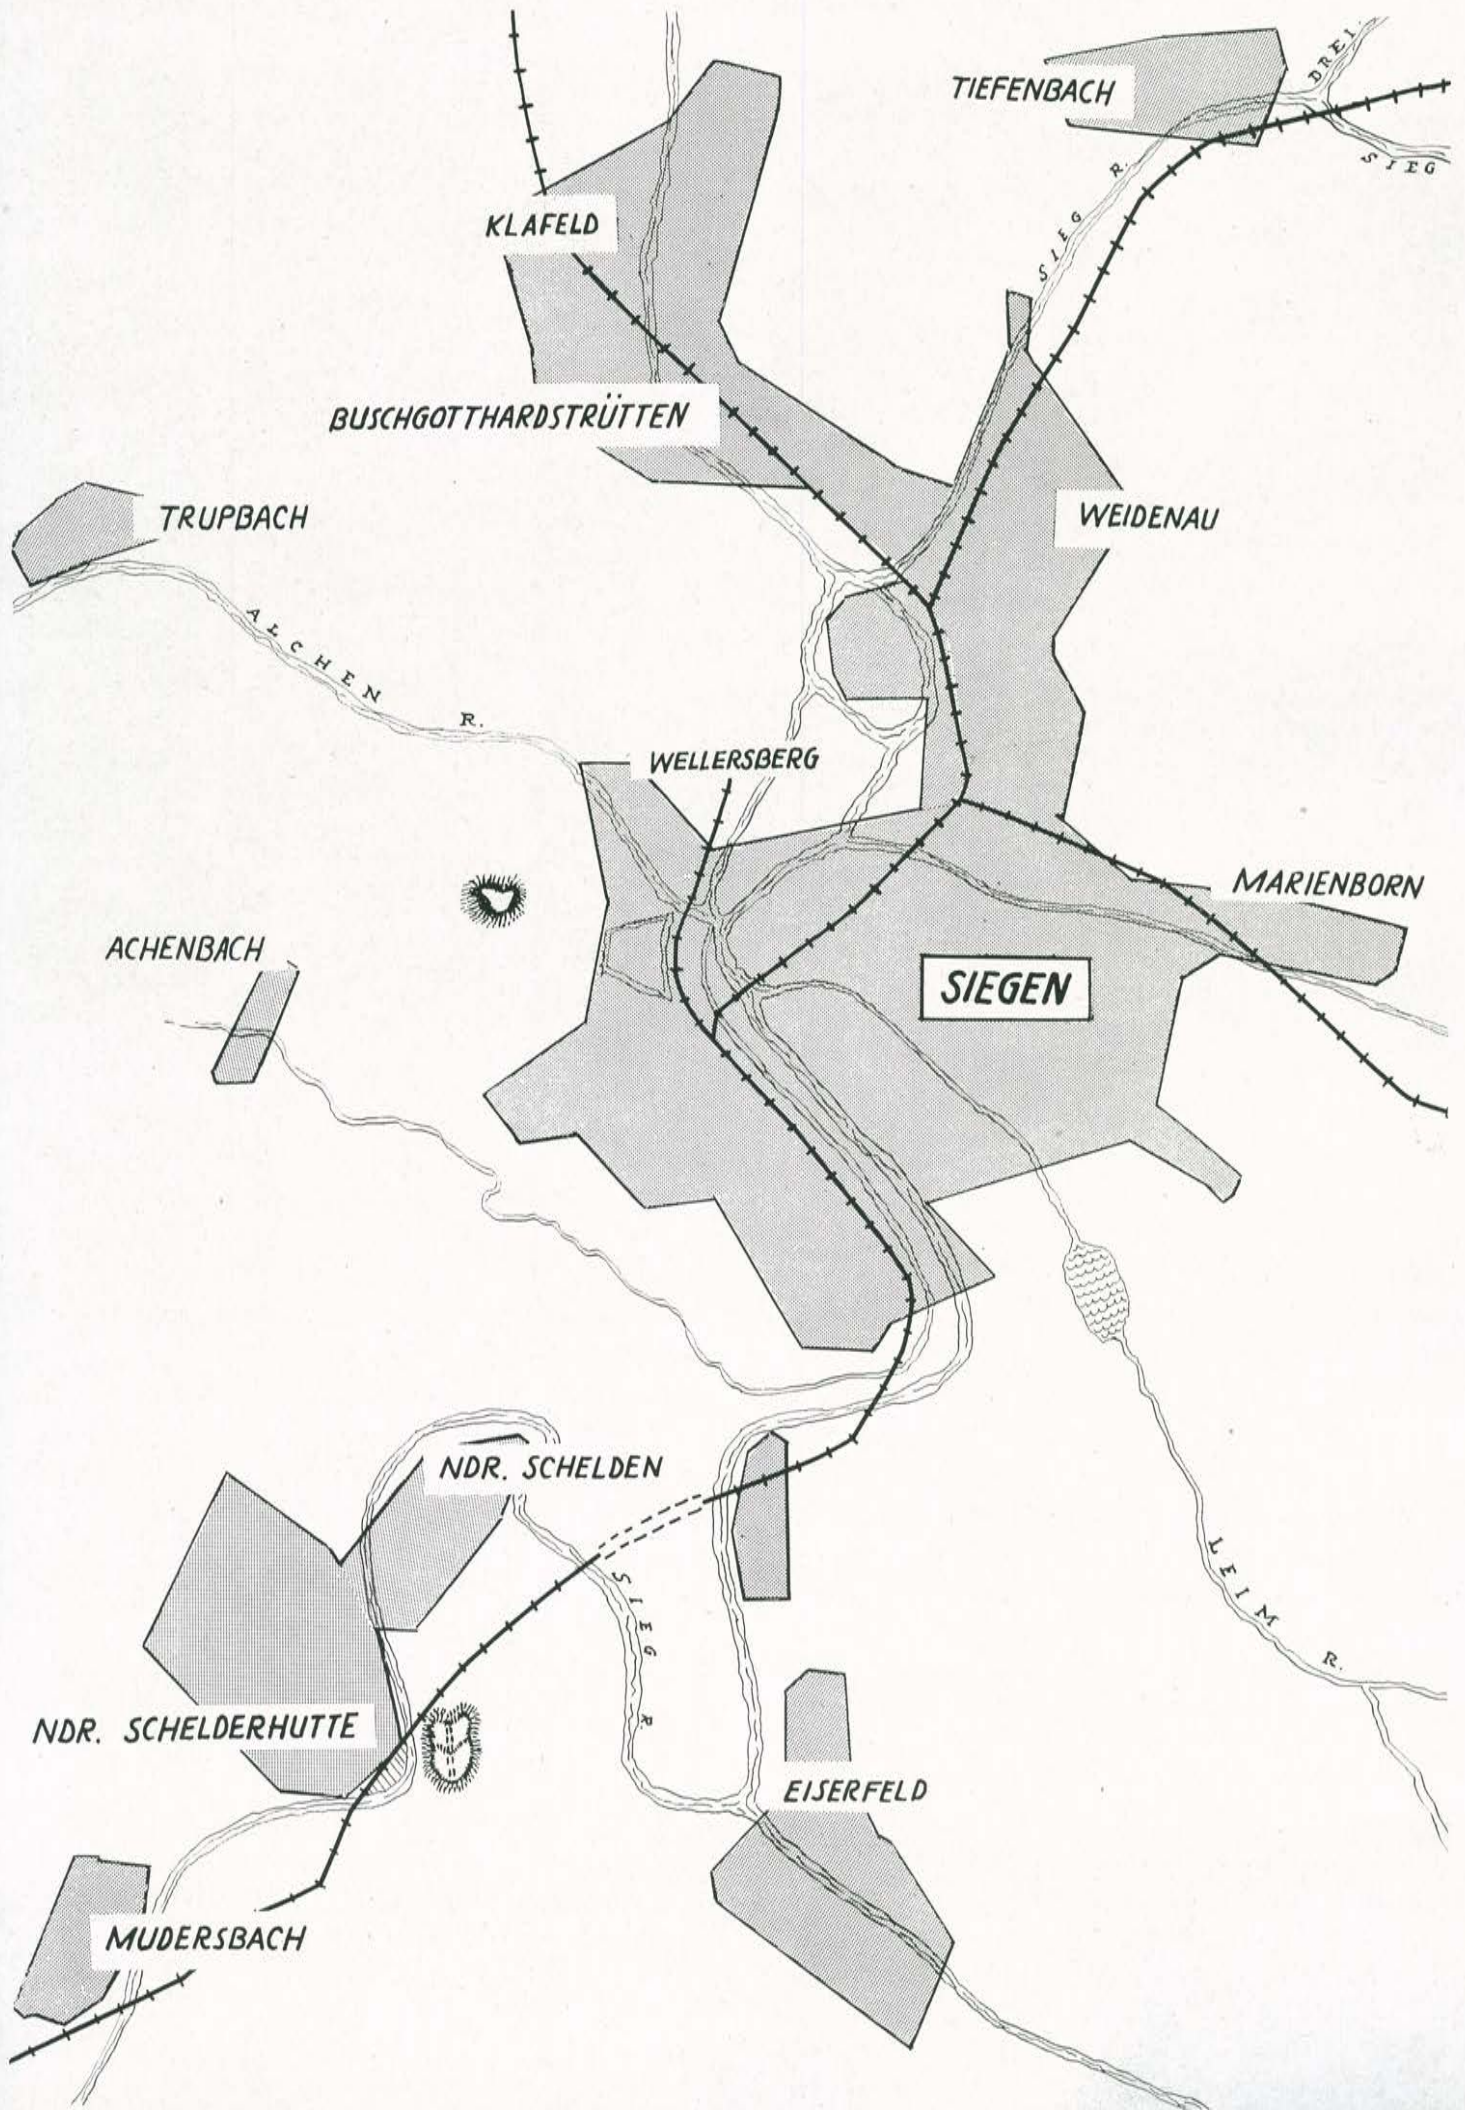 DREI
TIEFENBACH
SIEG
SIEG R.
KLAFELD
BUSCHGOTTHARDSTRÜTTEN
TRUPBACH
WEIDENAU
ALCHEN R.
WELLERSBERG
MARIENBORN
ACHENBACH
SIEGEN
NDR. SCHELDEN
LEIM R.
SIEG R.
NDR. SCHELDERHUTTE
EISERFELD
MUDERSBACH